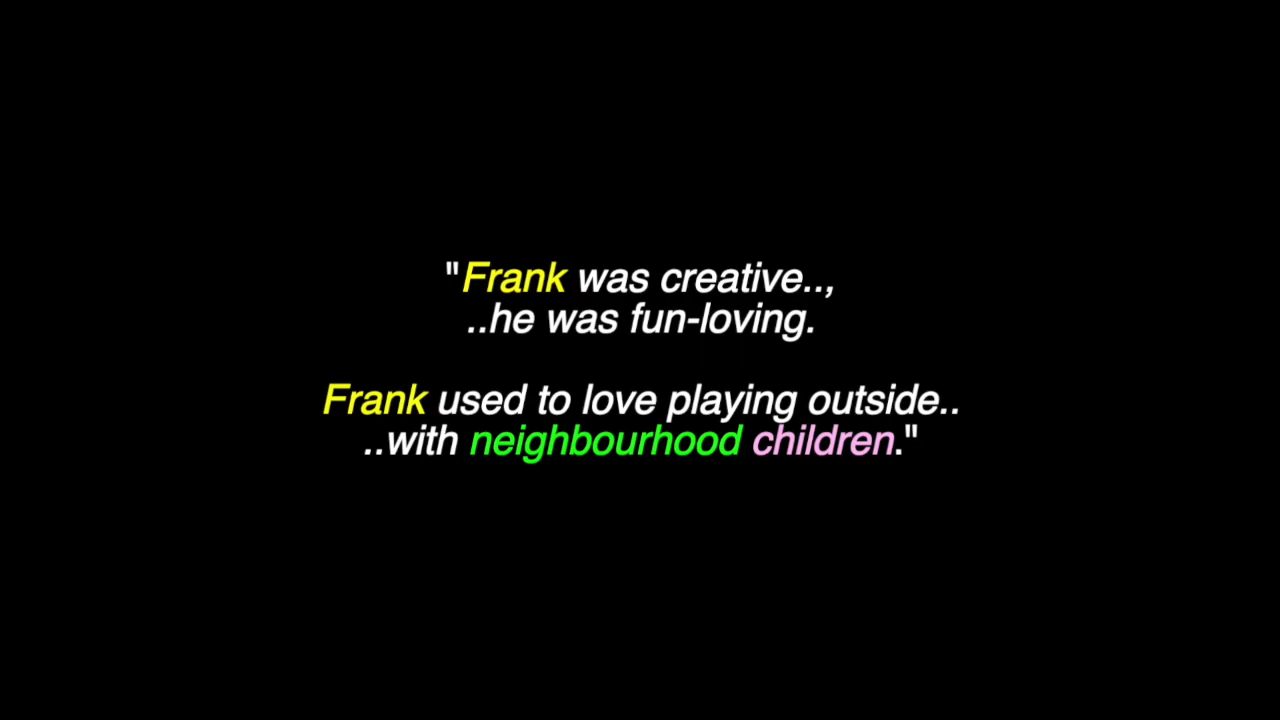 "Frank was creative..,
..he was fun-loving.
Frank used to love playing outside..
..with neighbourhood children."